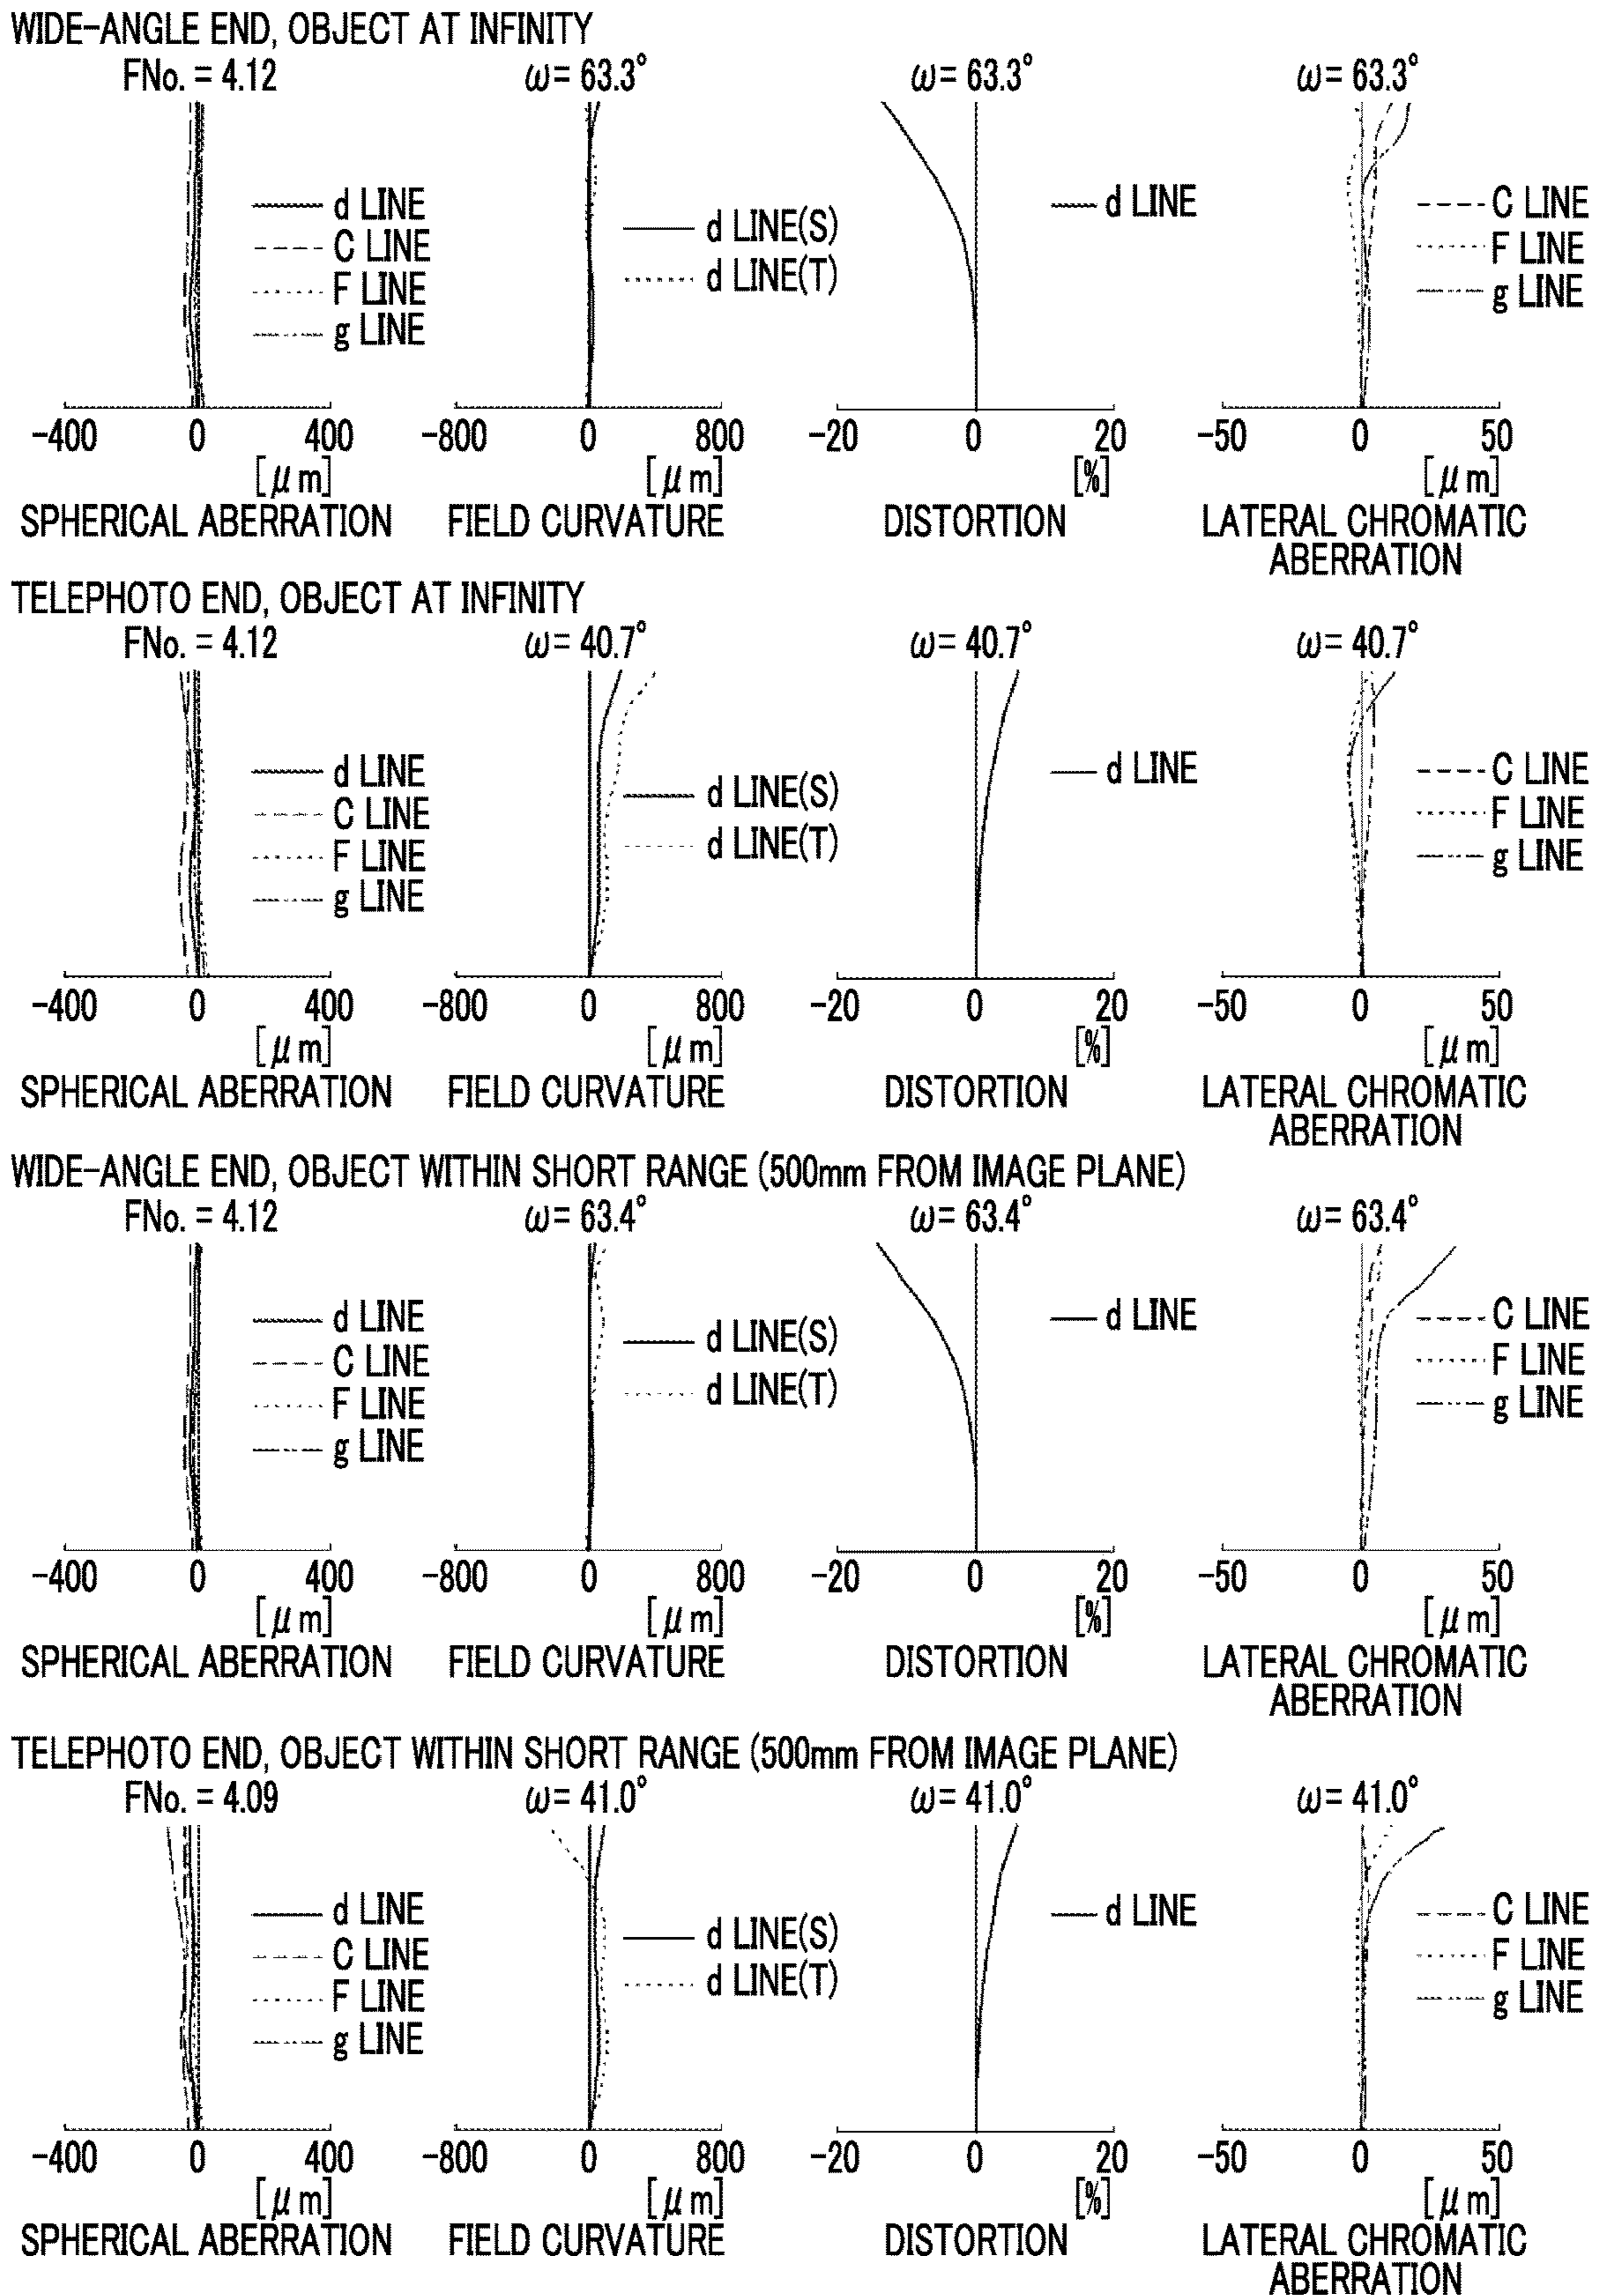 WIDE-ANGLE END, OBJECT AT INFINITY
FNo. = 4.12 ω= 63.3° ω= 63.3° ω= 63.3°
d LINE
C LINE
F LINE
g LINE
d LINE(S)
d LINE(T)
d LINE
C LINE
F LINE
g LINE
-400 0 400 -800 0 800 -20 0 20 -50 0 50
[μm] [μm] [%] [μm]
SPHERICAL ABERRATION FIELD CURVATURE DISTORTION LATERAL CHROMATIC
ABERRATION
TELEPHOTO END, OBJECT AT INFINITY
FNo. = 4.12 ω= 40.7° ω= 40.7° ω= 40.7°
d LINE
C LINE
F LINE
g LINE
d LINE(S)
d LINE(T)
d LINE
C LINE
F LINE
g LINE
-400 0 400 -800 0 800 -20 0 20 -50 0 50
[μm] [μm] [%] [μm]
SPHERICAL ABERRATION FIELD CURVATURE DISTORTION LATERAL CHROMATIC
ABERRATION
WIDE-ANGLE END, OBJECT WITHIN SHORT RANGE (500mm FROM IMAGE PLANE)
FNo. = 4.12 ω= 63.4° ω= 63.4° ω= 63.4°
d LINE
C LINE
F LINE
g LINE
d LINE(S)
d LINE(T)
d LINE
C LINE
F LINE
g LINE
-400 0 400 -800 0 800 -20 0 20 -50 0 50
[μm] [μm] [%] [μm]
SPHERICAL ABERRATION FIELD CURVATURE DISTORTION LATERAL CHROMATIC
ABERRATION
TELEPHOTO END, OBJECT WITHIN SHORT RANGE (500mm FROM IMAGE PLANE)
FNo. = 4.09 ω= 41.0° ω= 41.0° ω= 41.0°
d LINE
C LINE
F LINE
g LINE
d LINE(S)
d LINE(T)
d LINE
C LINE
F LINE
g LINE
-400 0 400 -800 0 800 -20 0 20 -50 0 50
[μm] [μm] [%] [μm]
SPHERICAL ABERRATION FIELD CURVATURE DISTORTION LATERAL CHROMATIC
ABERRATION